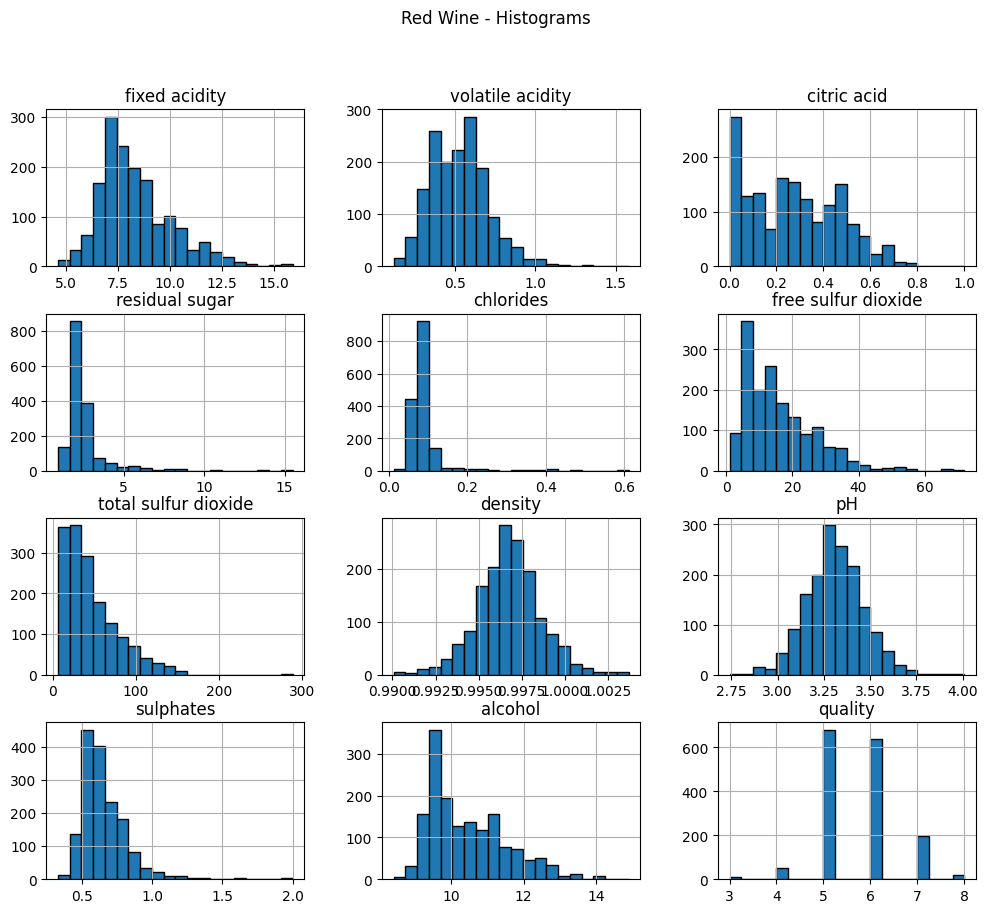 Red Wine - Histograms
fixed acidity
300
200
100
0
5.0 7.5 10.0 12.5 15.0
volatile acidity
300
200
100
0
0.5 1.0 1.5
citric acid
200
100
0
0.0 0.2 0.4 0.6 0.8 1.0
residual sugar
800
600
400
200
0
5 10 15
chlorides
800
600
400
200
0
0.0 0.2 0.4 0.6
free sulfur dioxide
300
200
100
0
0 20 40 60
total sulfur dioxide
300
200
100
0
0 100 200 300
density
200
100
0
0.9900 0.9925 0.9950 0.9975 1.0000 1.0025
pH
300
200
100
0
2.75 3.00 3.25 3.50 3.75 4.00
sulphates
400
300
200
100
0
0.5 1.0 1.5 2.0
alcohol
300
200
100
0
10 12 14
quality
600
400
200
0
3 4 5 6 7 8